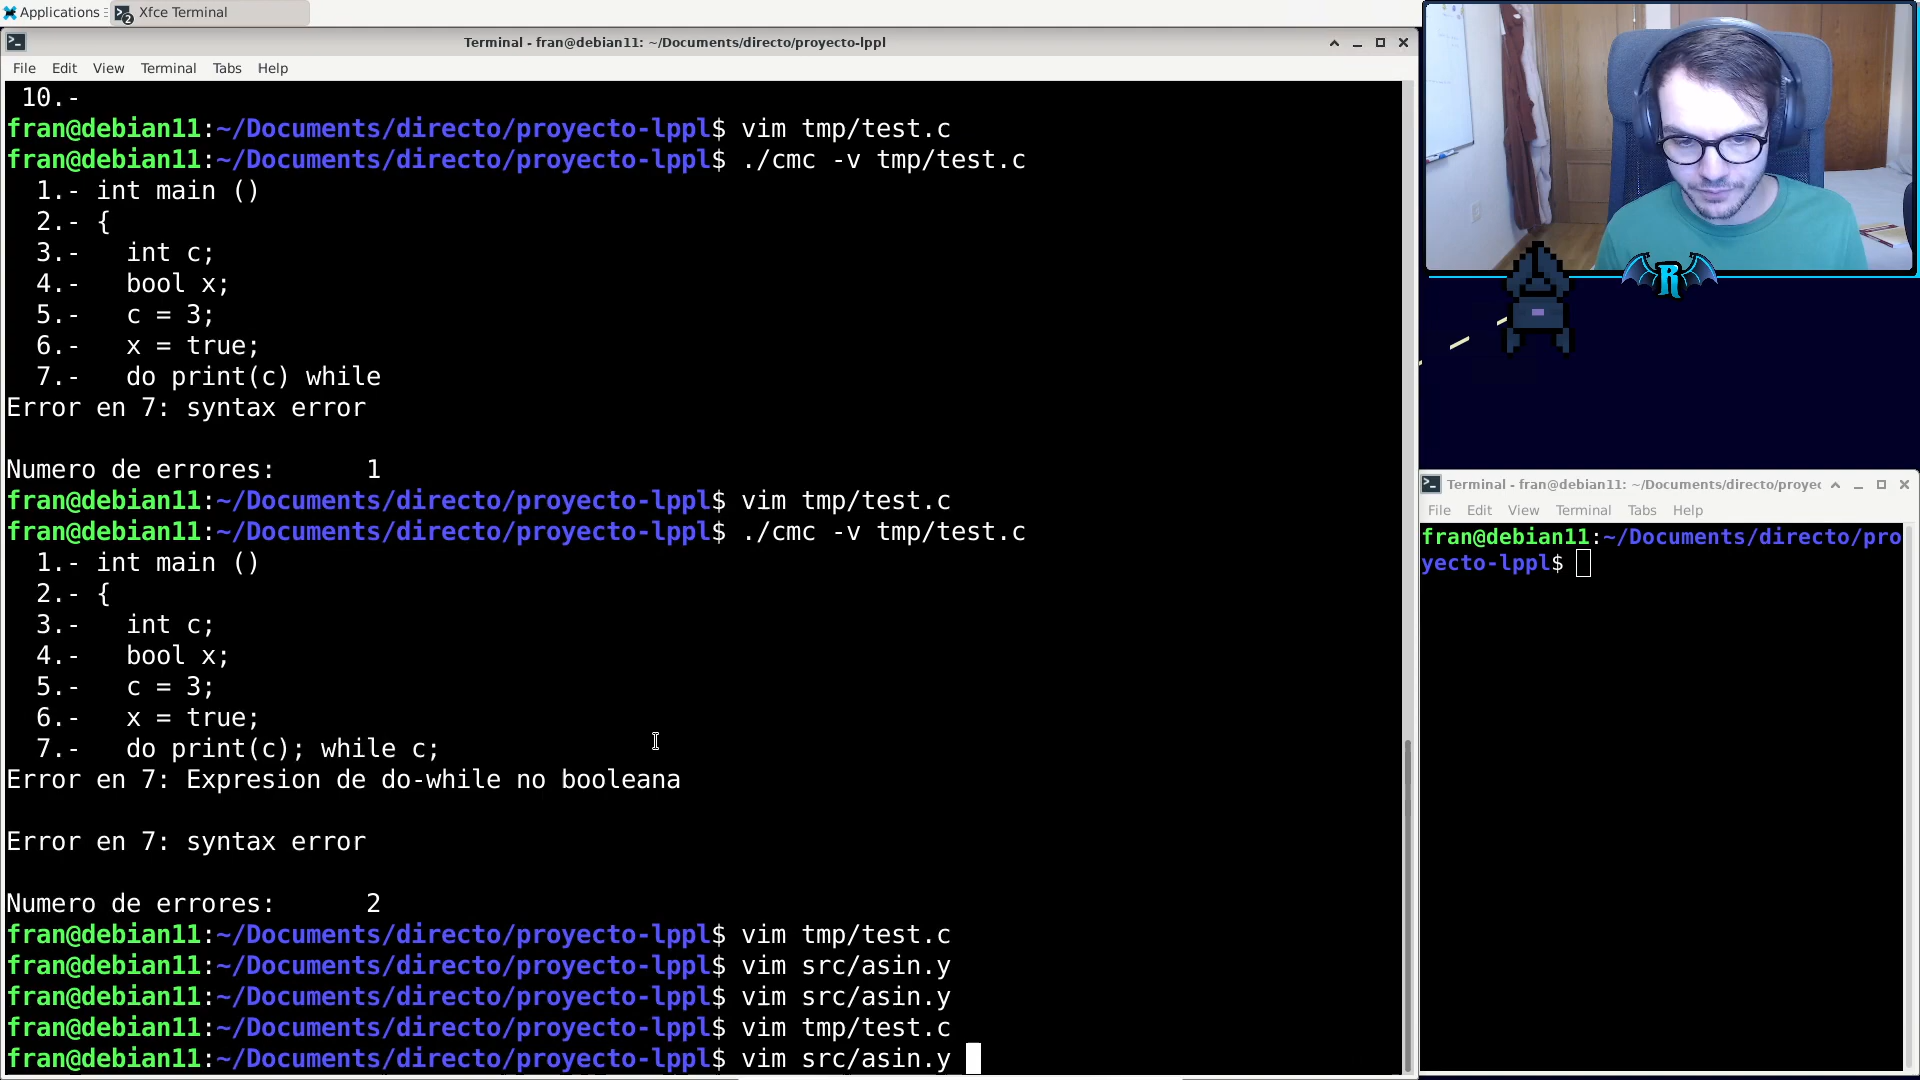 Applications
Xfce Terminal
2
Terminal - fran@debian11: ~/Documents/directo/proyecto-lppl
File Edit View Terminal Tabs Help
10.-
fran@debian11:~/Documents/directo/proyecto-lppl$ vim tmp/test.c
fran@debian11:~/Documents/directo/proyecto-lppl$ ./cmc -v tmp/test.c
1.- int main ()
2.- {
3.- int c;
4.- bool x;
5.- c = 3;
6.- x = true;
7.- do print(c) while
Error en 7: syntax error
Numero de errores: 1
fran@debian11:~/Documents/directo/proyecto-lppl$ vim tmp/test.c
fran@debian11:~/Documents/directo/proyecto-lppl$ ./cmc -v tmp/test.c
1.- int main ()
2.- {
3.- int c;
4.- bool x;
5.- c = 3;
6.- x = true;
7.- do print(c); while c;
Error en 7: Expresion de do-while no booleana
Error en 7: syntax error
Numero de errores: 2
fran@debian11:~/Documents/directo/proyecto-lppl$ vim tmp/test.c
fran@debian11:~/Documents/directo/proyecto-lppl$ vim src/asin.y
fran@debian11:~/Documents/directo/proyecto-lppl$ vim src/asin.y
fran@debian11:~/Documents/directo/proyecto-lppl$ vim tmp/test.c
fran@debian11:~/Documents/directo/proyecto-lppl$ vim src/asin.y
R
Terminal - fran@debian11: ~/Documents/directo/proyec
File Edit View Terminal Tabs Help
fran@debian11:~/Documents/directo/pro
yecto-lppl$